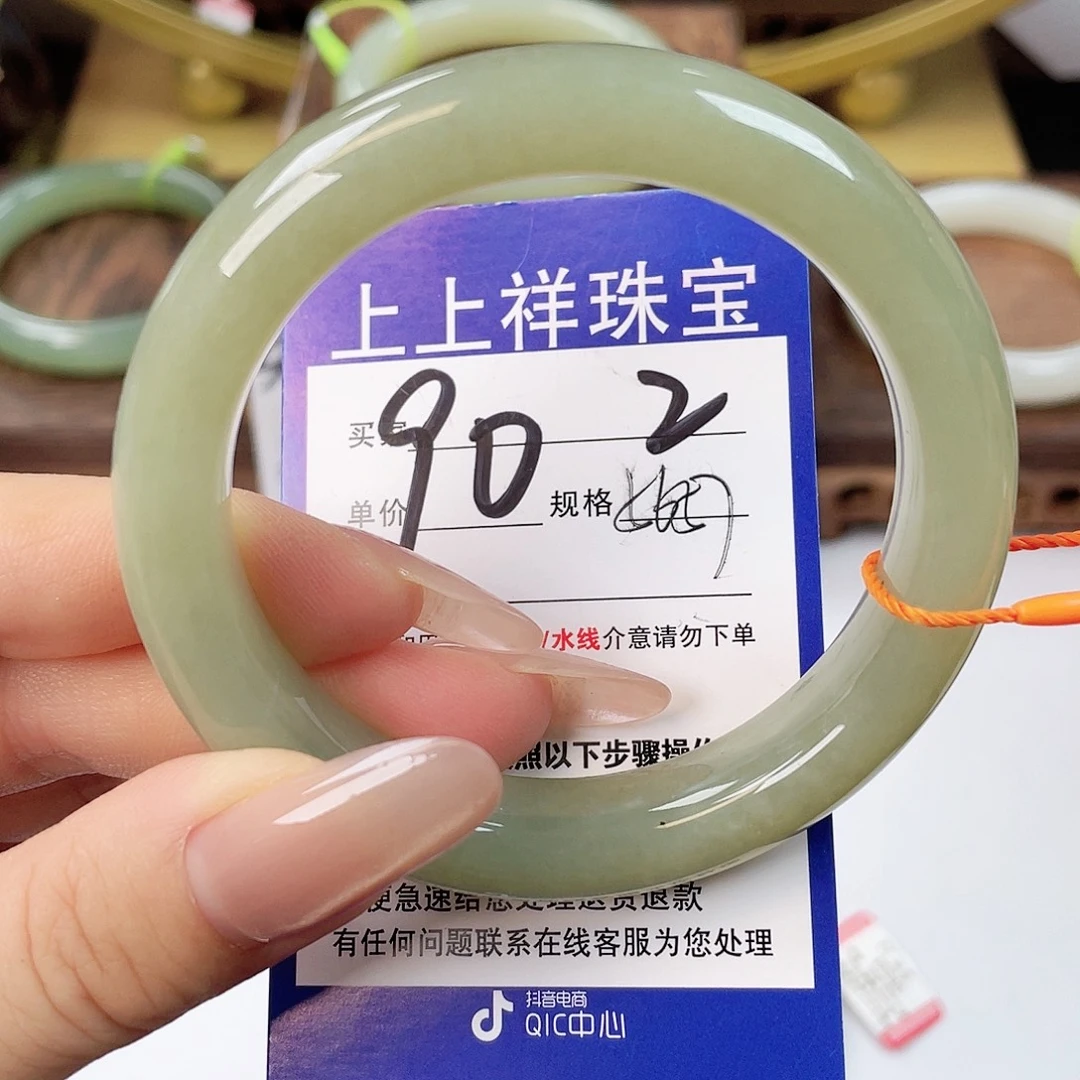 上上祥珠宝
买家 90 2
单价 规格
/水线介意请勿下单
照以下步骤操作
便急速给您处理退货退款
有任何问题联系在线客服为您处理
抖音电商
QIC中心